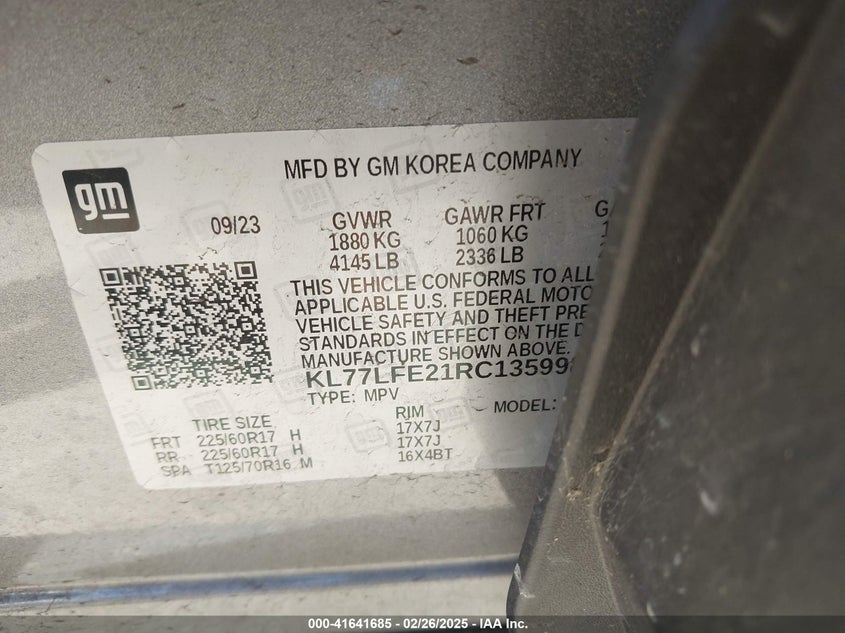 gm
MFD BY GM KOREA COMPANY
09/23
GVWR
GAWR FRT
1880 KG
1060 KG
4145 LB
2336 LB
THIS VEHICLE CONFORMS TO ALL
APPLICABLE U.S. FEDERAL MOTO
VEHICLE SAFETY AND THEFT PRE
STANDARDS IN EFFECT ON THE D
MANUFACTURE SHOWN ABOVE.
KL77LFE21RC13599
TYPE: MPV
MODEL:
TIRE SIZE
RIM
FRT 225/60R17 H
17X7J
RR 225/60R17 H
17X7J
SPA T125/70R16 M
16X4BT
000-41641685 / 02/26/2025 - IAA Inc.